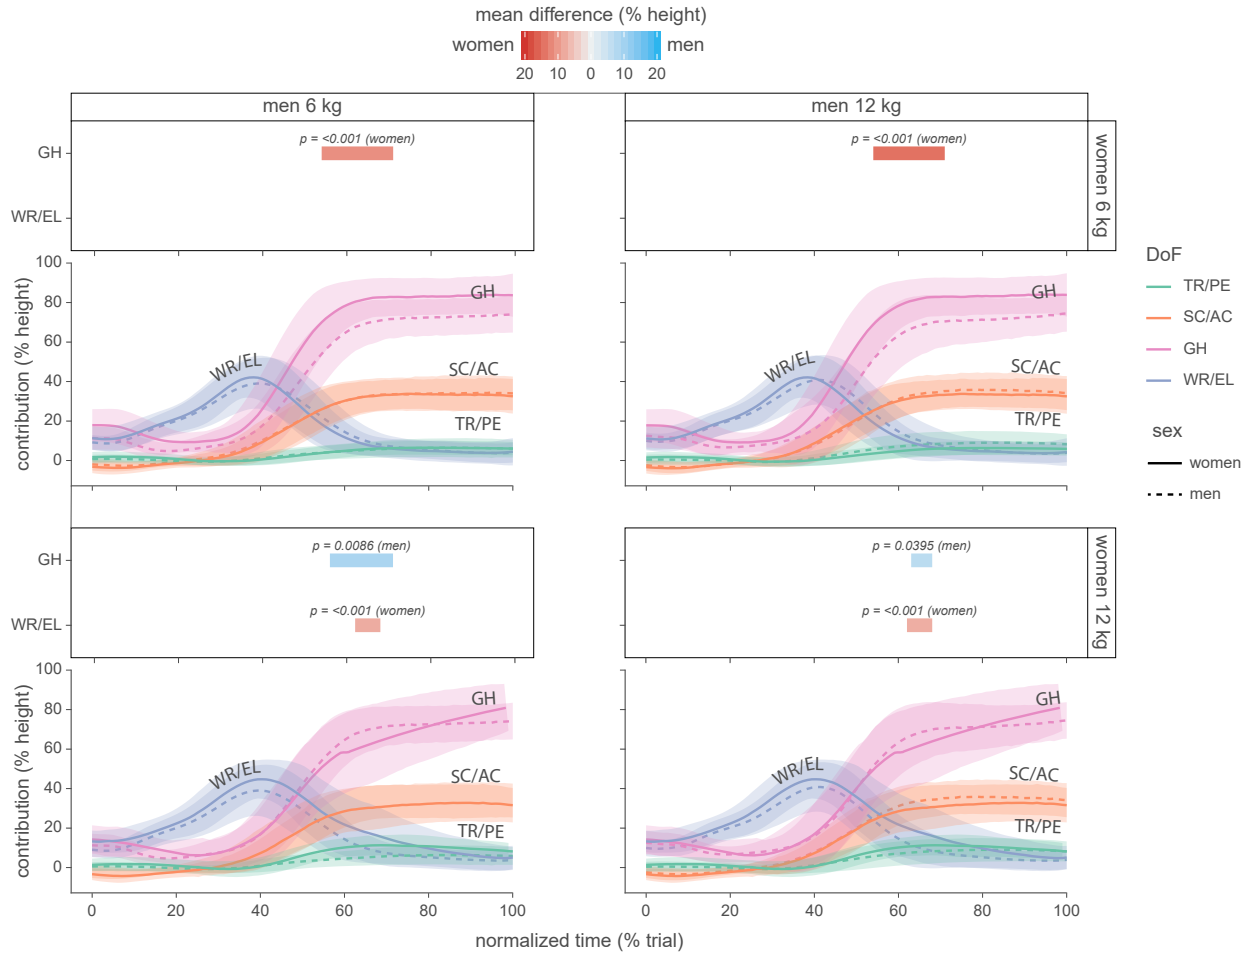 mean difference (% height)
women men
20 10 0 10 20
men 6 kg
men 12 kg
GH
WR/EL
p = <0.001 (women)
p = <0.001 (women)
women 6 kg
contribution (% height)
100
80
60
40
20
0
GH
WR/EL
SC/AC
TR/PE
GH
WR/EL
SC/AC
TR/PE
DoF
TR/PE
SC/AC
GH
WR/EL
sex
women
men
GH
WR/EL
p = 0.0086 (men)
p = <0.001 (women)
p = 0.0395 (men)
p = <0.001 (women)
women 12 kg
contribution (% height)
100
80
60
40
20
0
GH
WR/EL
SC/AC
TR/PE
GH
WR/EL
SC/AC
TR/PE
0 20 40 60 80 100
0 20 40 60 80 100
normalized time (% trial)